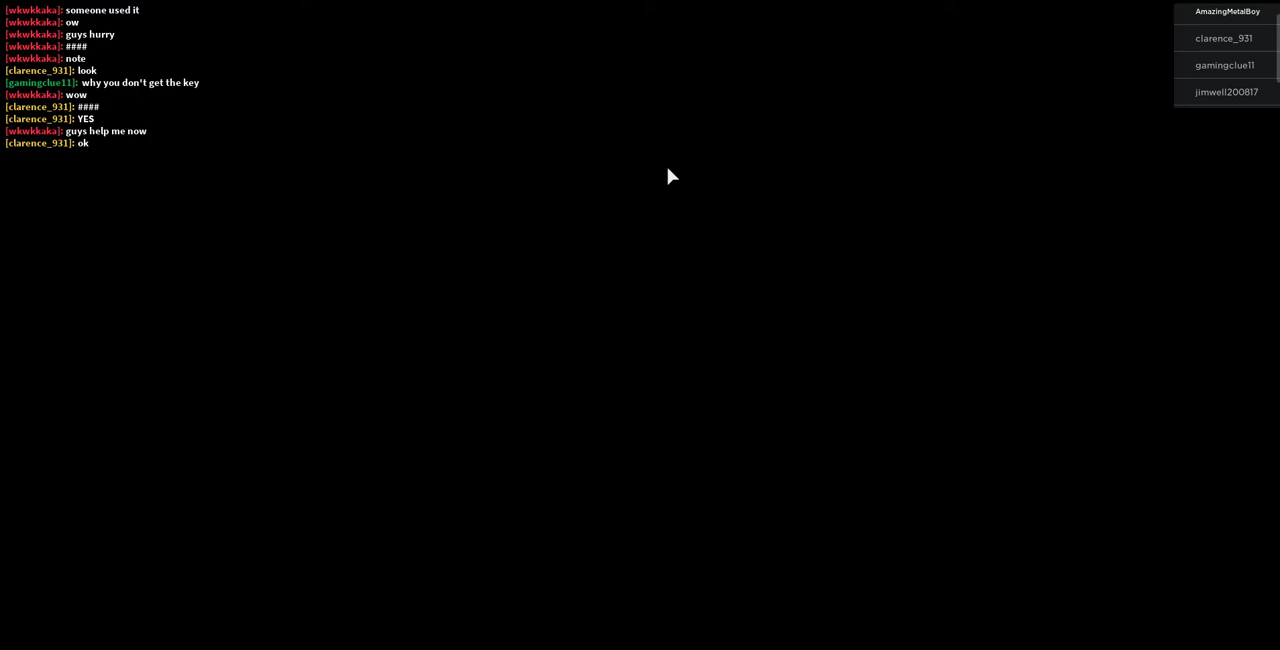 [wkwkkaka]: someone used it
[wkwkkaka]: ow
[wkwkkaka]: guys hurry
[wkwkkaka]: ####
[wkwkkaka]: note
[clarence_931]: look
[gamingclue11]: why you don't get the key
[wkwkkaka]: wow
[clarence_931]: ####
[clarence_931]: YES
[wkwkkaka]: guys help me now
[clarence_931]: ok
AmazingMetalBoy
clarence_931
gamingclue11
jimwell200817